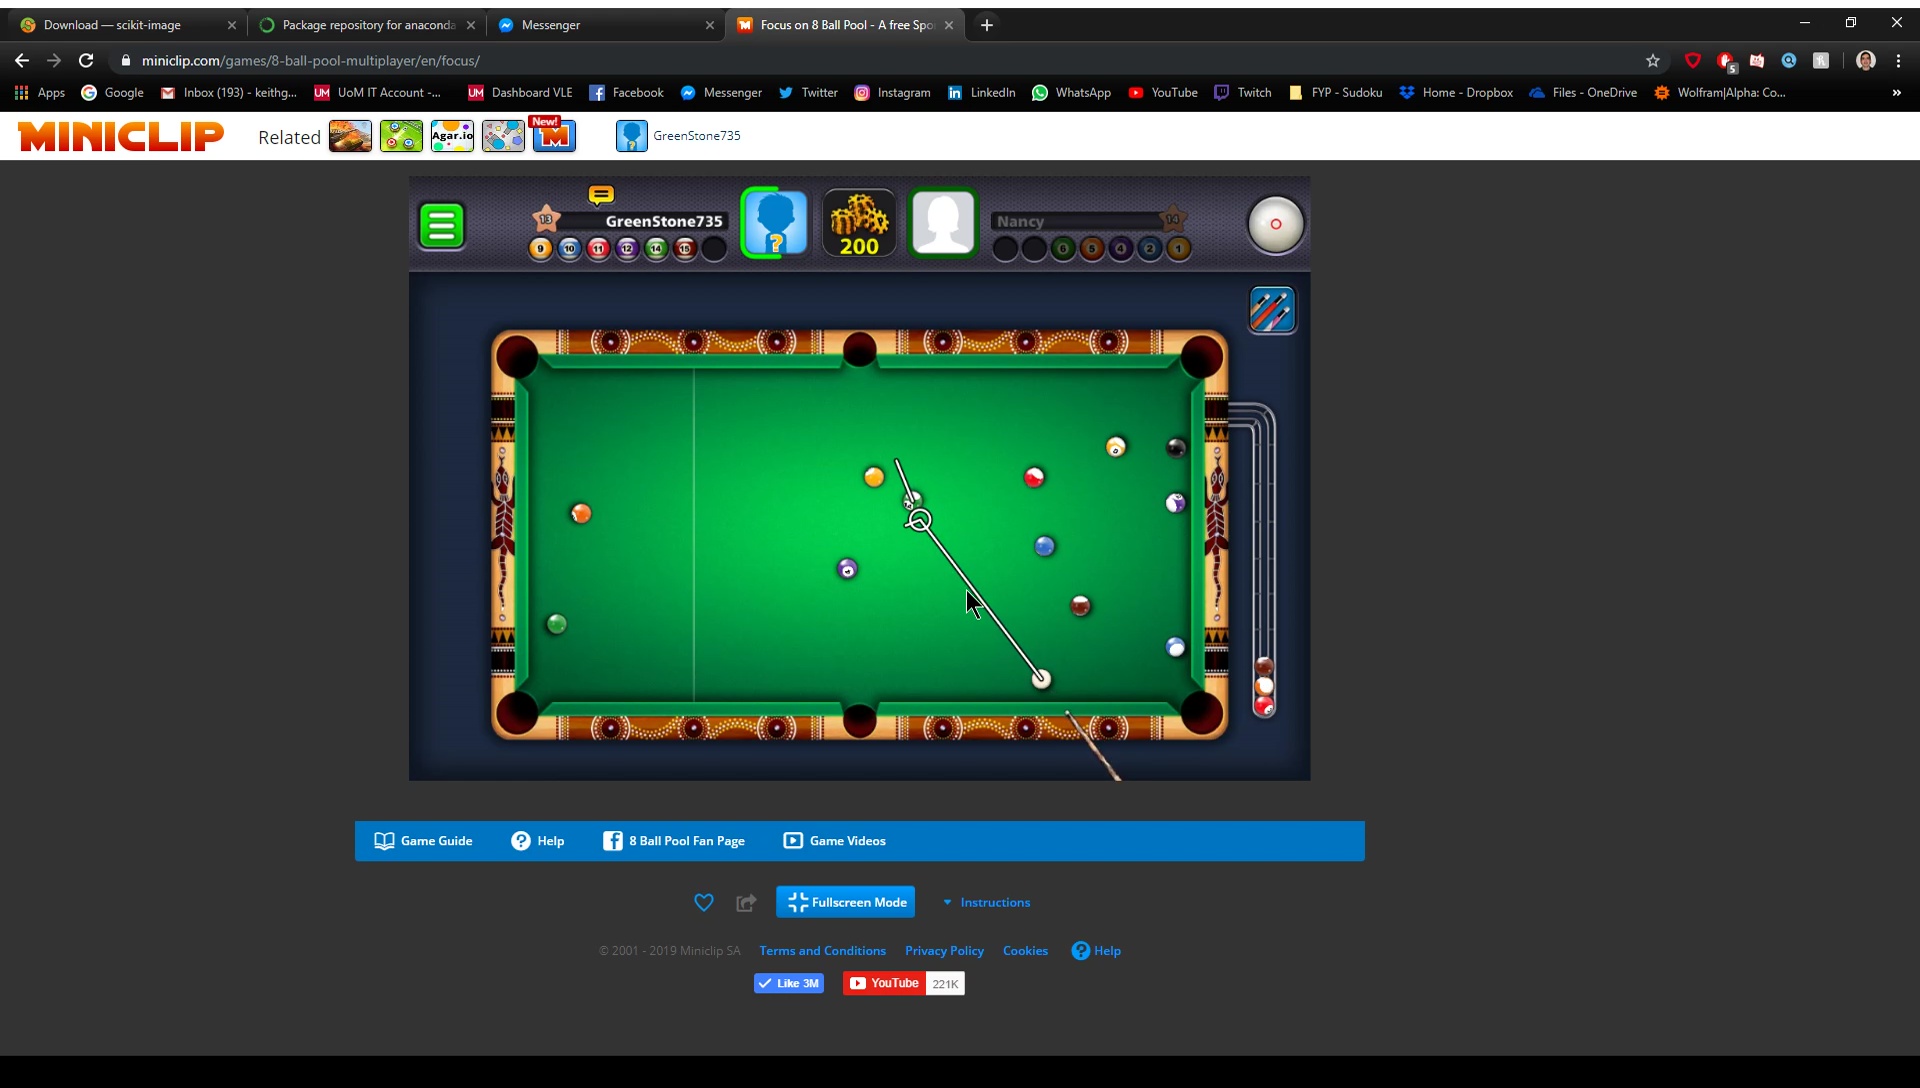 Download — scikit-image
Package repository for anaconda
Messenger
Focus on 8 Ball Pool - A free Spo
miniclip.com/games/8-ball-pool-multiplayer/en/focus/
5
Apps Google Inbox (193) - keithg... UM UoM IT Account -... UM Dashboard VLE Facebook Messenger Twitter Instagram LinkedIn WhatsApp YouTube Twitch FYP - Sudoku Home - Dropbox Files - OneDrive Wolfram|Alpha: Co... »
MINICLIP Related Agar.io New! GreenStone735
13 GreenStone735 200 Nancy 14
9 10 11 12 14 15 6 5 4 2 1
Game Guide Help 8 Ball Pool Fan Page Game Videos
Fullscreen Mode Instructions
© 2001 - 2019 Miniclip SA Terms and Conditions Privacy Policy Cookies Help
Like 3M YouTube 221K